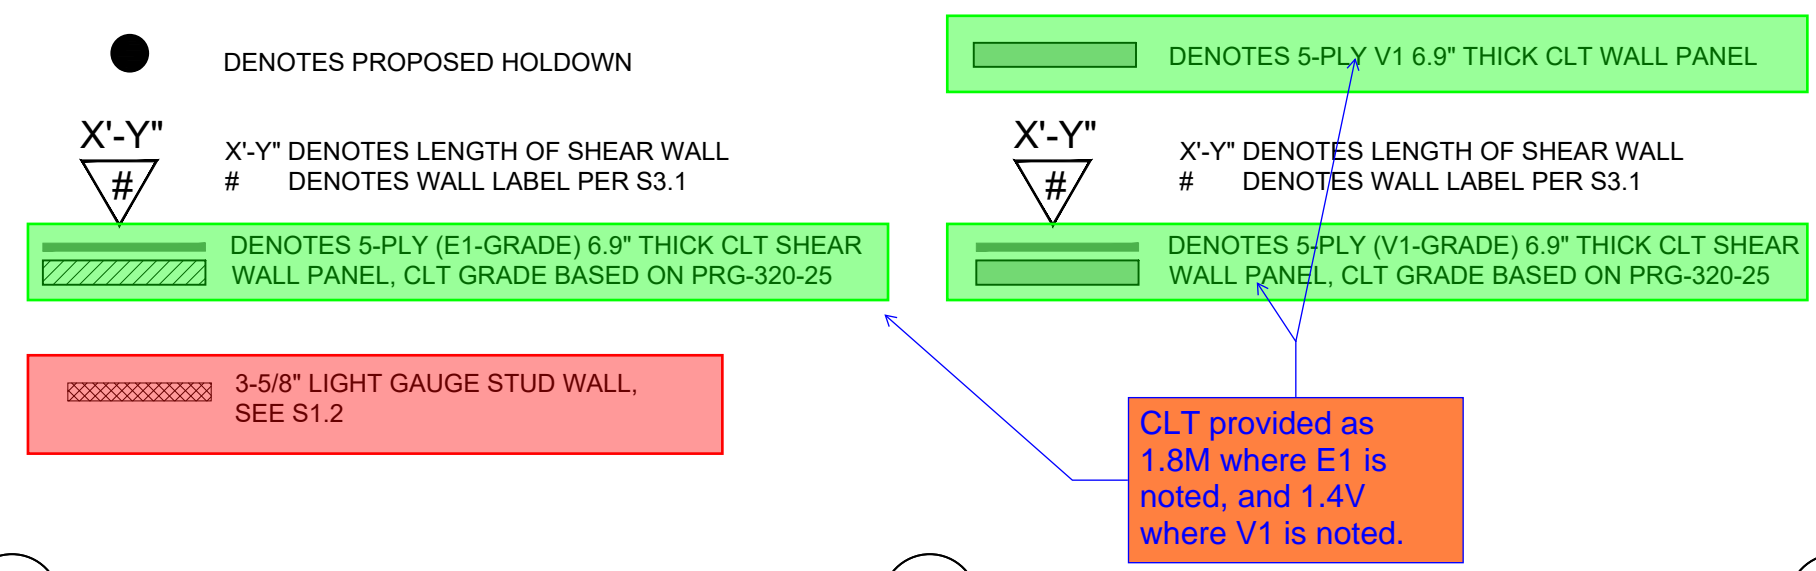 DENOTES PROPOSED HOLDOWN
X'-Y"
#
X'-Y" DENOTES LENGTH OF SHEAR WALL
# DENOTES WALL LABEL PER S3.1
DENOTES 5-PLY (E1-GRADE) 6.9" THICK CLT SHEAR
WALL PANEL, CLT GRADE BASED ON PRG-320-25
3-5/8" LIGHT GAUGE STUD WALL,
SEE S1.2
DENOTES 5-PLY V1 6.9" THICK CLT WALL PANEL
X'-Y"
#
X'-Y" DENOTES LENGTH OF SHEAR WALL
# DENOTES WALL LABEL PER S3.1
DENOTES 5-PLY (V1-GRADE) 6.9" THICK CLT SHEAR
WALL PANEL, CLT GRADE BASED ON PRG-320-25
CLT provided as
1.8M where E1 is
noted, and 1.4V
where V1 is noted.